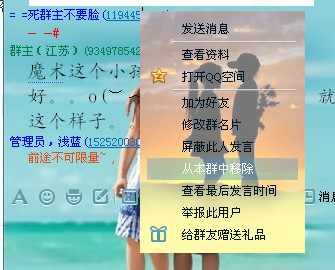 = =死群主不要脸(119445
— —#
群主（江苏）(934978542
魔术这个小孩
好。。o(︶
这个样子。
管理员，浅蓝(152520030
前途不可限量~，
发送消息
查看资料
打开QQ空间
加为好友
修改群名片
屏蔽此人发言
从本群中移除
查看最后发言时间
举报此用户
给群友赠送礼品
就
A
消息